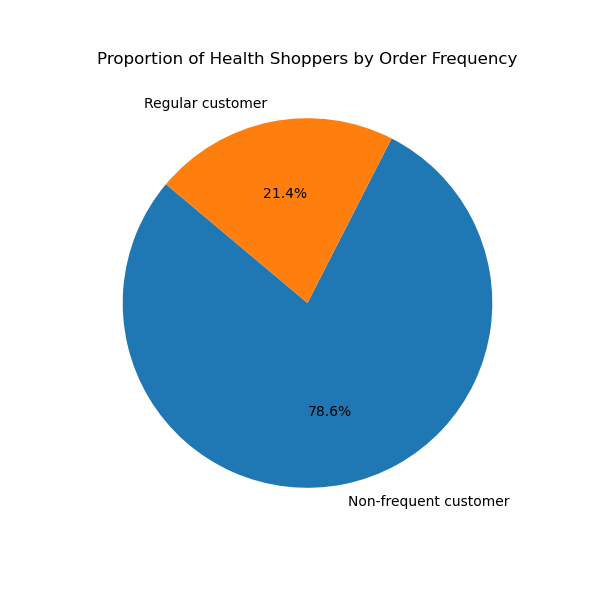 Proportion of Health Shoppers by Order Frequency
Regular customer
21.4%
78.6%
Non-frequent customer